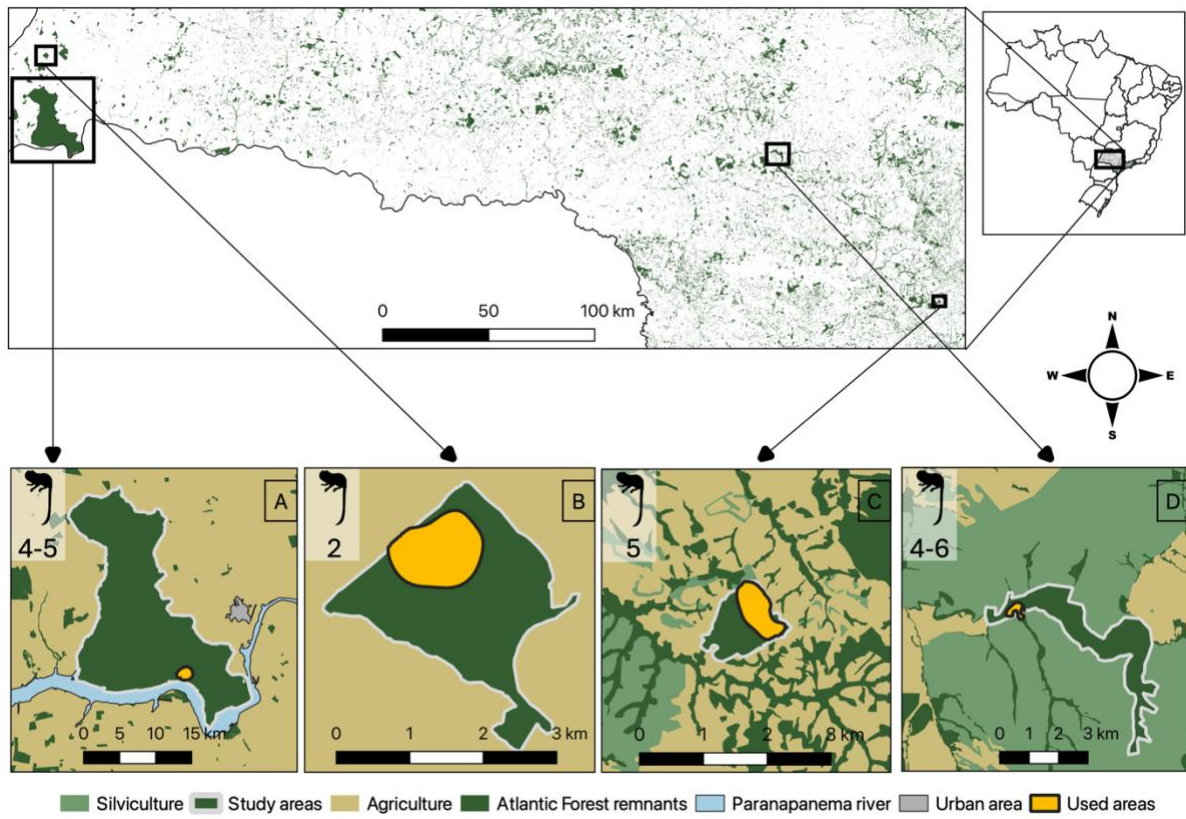 0 50 100 km
N
W E
S
A
4-5
0 5 10 15 km
B
2
0 1 2 3 km
C
5
0 1 2 3 km
D
4-6
0 1 2 3 km
Silviculture Study areas Agriculture Atlantic Forest remnants Paranapanema river Urban area Used areas